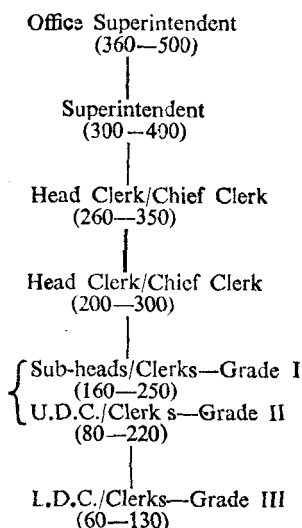 Office Superintendent
(360—500)
Superintendent
(300—400)
Head Clerk/Chief Clerk
(260—350)
Head Clerk/Chief Clerk
(200—300)
Sub-heads/Clerks—Grade I
(160—250)
U.D.C./Clerk s—Grade II
(80—220)
L.D.C./Clerks—Grade III
(60—130)